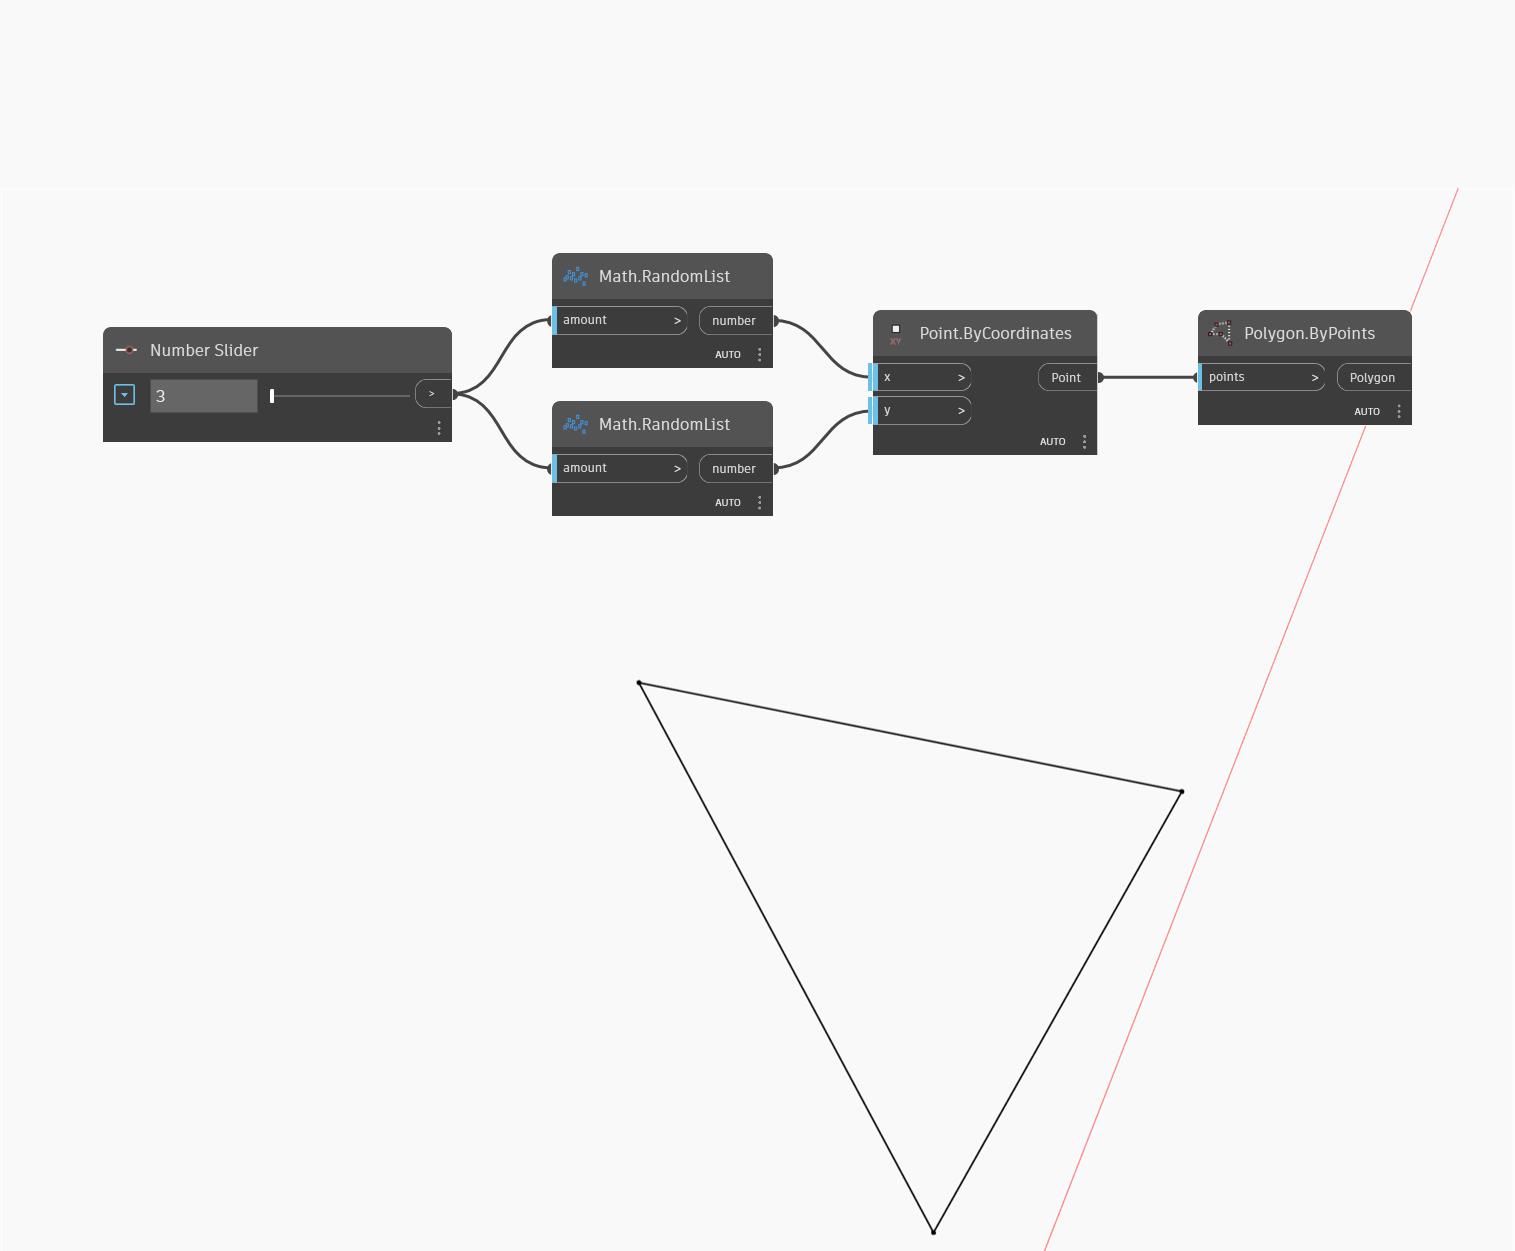 Number Slider
3
>
Math.RandomList
amount > number
AUTO
Math.RandomList
amount > number
AUTO
XY Point.ByCoordinates
x > Point
y >
AUTO
Polygon.ByPoints
points > Polygon
AUTO